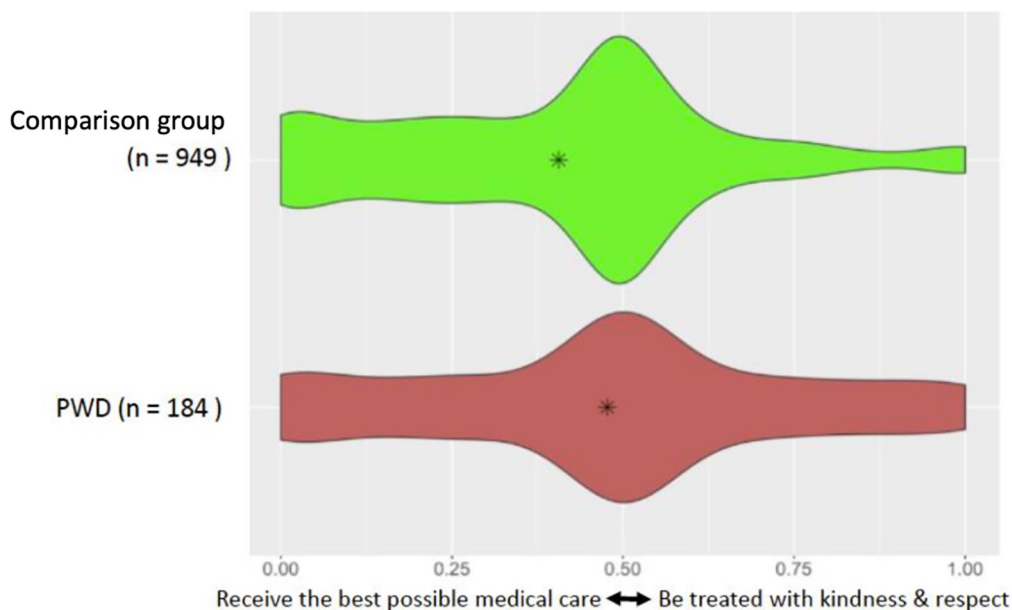 Comparison group
(n = 949 )
PWD (n = 184 )
0.00 0.25 0.50 0.75 1.00
Receive the best possible medical care ⟷ Be treated with kindness & respect